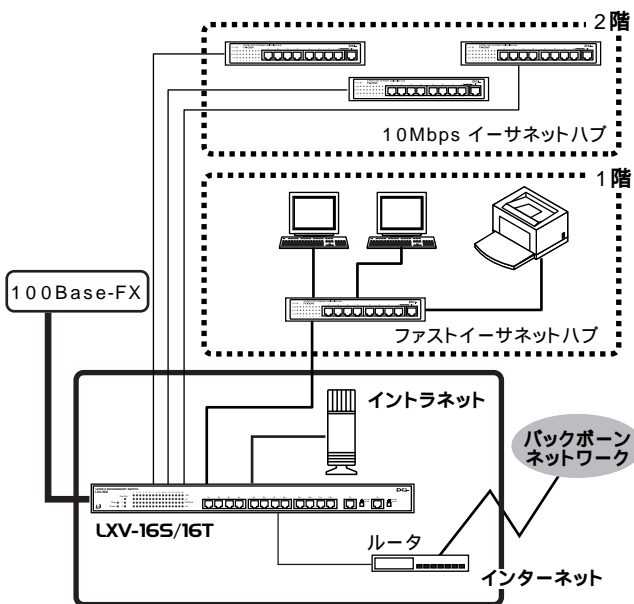 2階
10Mbps イーサネットハブ
1階
100Base-FX
ファストイーサネットハブ
イントラネット
バックボーン
ネットワーク
LXV-16S/16T
ルータ
インターネット